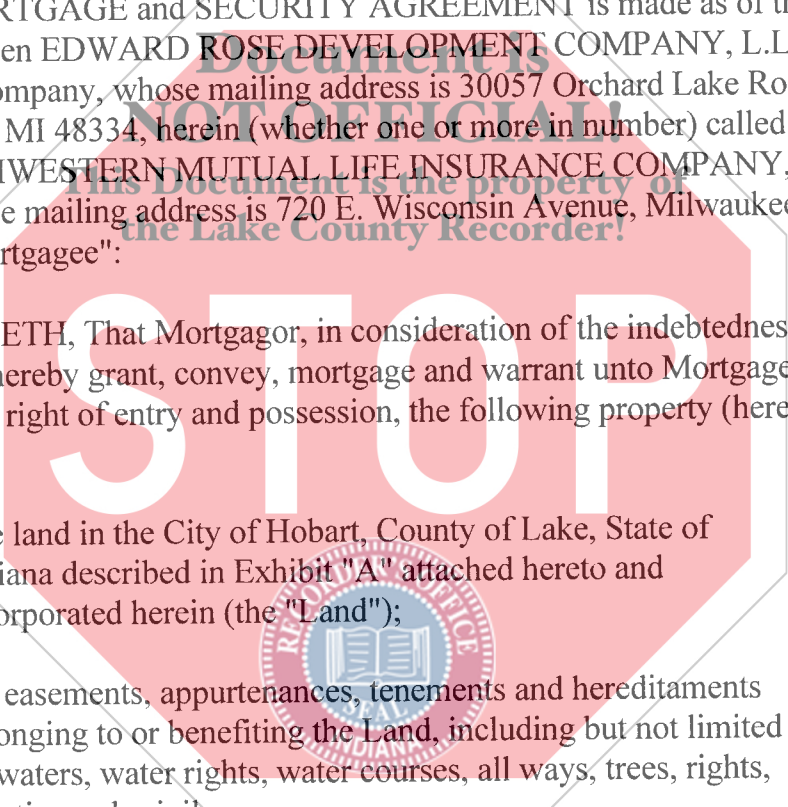 RTGAGE and SECURITY AGREEMENT is made as of
en EDWARD ROSE DEVELOPMENT COMPANY, L.L
Document is
ompany, whose mailing address is 30057 Orchard Lake Ro
NOT OFFICIAL!
MI 48334, herein (whether one or more in number) called
WESTERN MUTUAL LIFE INSURANCE COMPANY,
This Document is the property of
e mailing address is 720 E. Wisconsin Avenue, Milwaukee
the Lake County Recorder!
rtgagee":
ETH, That Mortgagor, in consideration of the indebtednes
hereby grant, convey, mortgage and warrant unto Mortgage
right of entry and possession, the following property (here
STOP
e land in the City of Hobart, County of Lake, State of
iana described in Exhibit "A" attached hereto and
orporated herein (the "Land");
RECORDER'S OFFICE
SEAL
INDIANA
easements, appurtenances, tenements and hereditaments
onging to or benefiting the Land, including but not limited
waters, water rights, water courses, all ways, trees, rights,